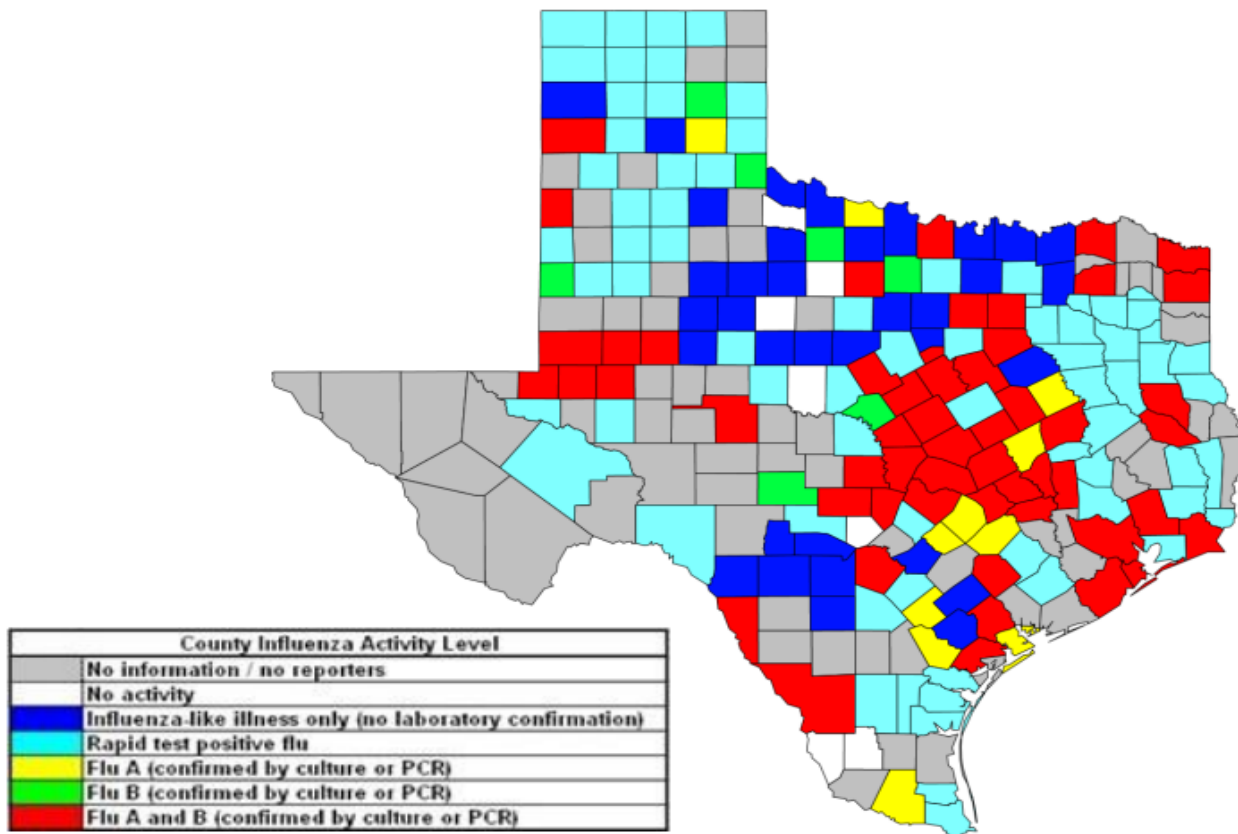 County Influenza Activity Level
No information / no reporters
No activity
Influenza-like illness only (no laboratory confirmation)
Rapid test positive flu
Flu A (confirmed by culture or PCR)
Flu B (confirmed by culture or PCR)
Flu A and B (confirmed by culture or PCR)